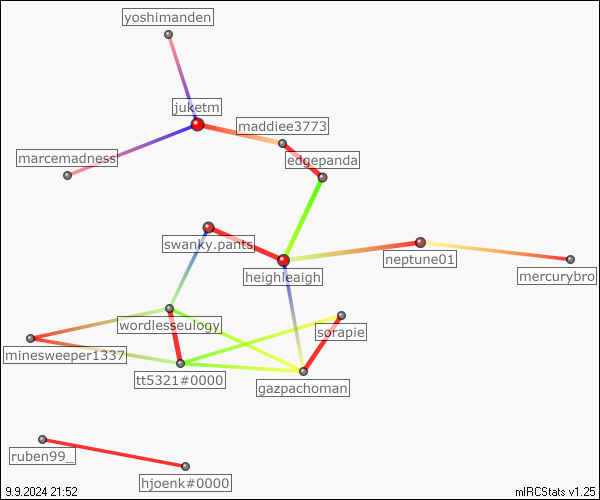 yoshimanden
juketm
maddiee3773
marcemadness
edgepanda
swanky.pants
neptune01
heighleaigh
mercurybro
wordlesseulogy
sorapie
minesweeper1337
tt5321#0000
gazpachoman
ruben99_
hjoenk#0000
9.9.2024 21:52
mIRCStats v1.25